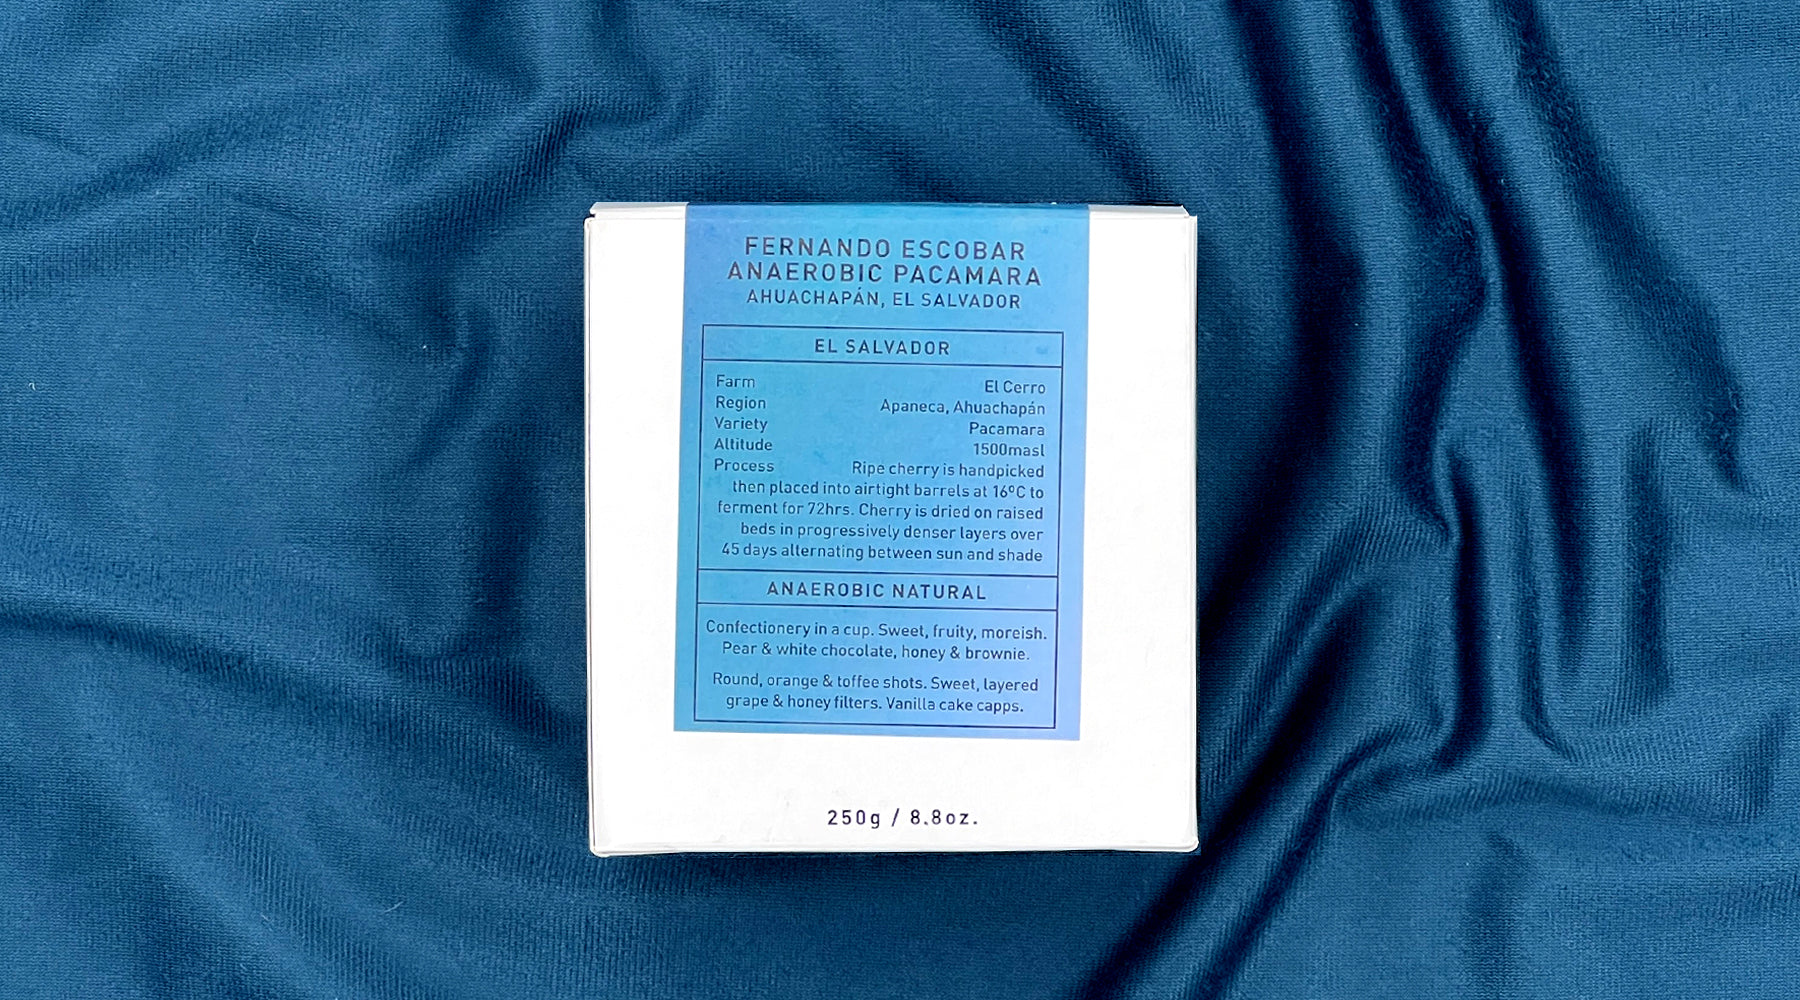 FERNANDO ESCOBAR
ANAEROBIC PACAMARA
AHUACHAPÁN, EL SALVADOR
EL SALVADOR
Farm El Cerro
Region Apaneca, Ahuachapán
Variety Pacamara
Altitude 1500masl
Process Ripe cherry is handpicked
then placed into airtight barrels at 16ºC to
ferment for 72hrs. Cherry is dried on raised
beds in progressively denser layers over
45 days alternating between sun and shade
ANAEROBIC NATURAL
Confectionery in a cup. Sweet, fruity, moreish.
Pear & white chocolate, honey & brownie.
Round, orange & toffee shots. Sweet, layered
grape & honey filters. Vanilla cake capps.
250g / 8.8oz.